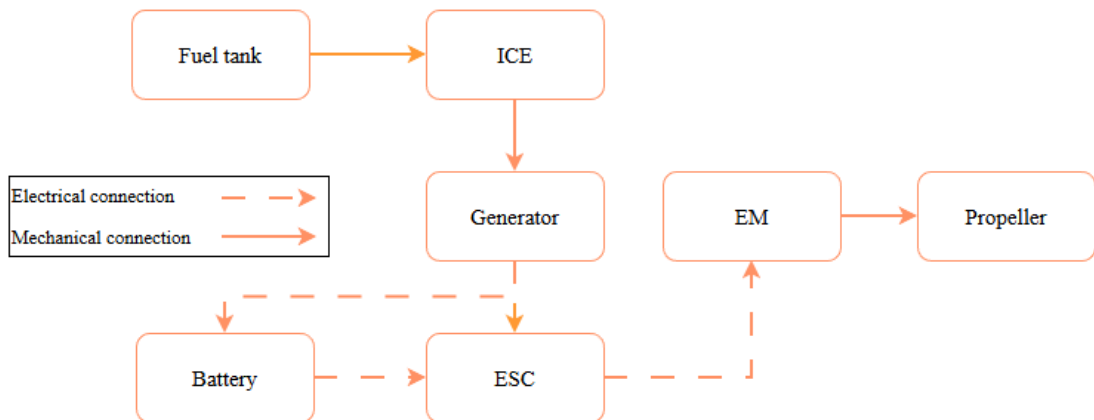 Fuel tank
ICE
Electrical connection
Mechanical connection
Generator
EM
Propeller
Battery
ESC